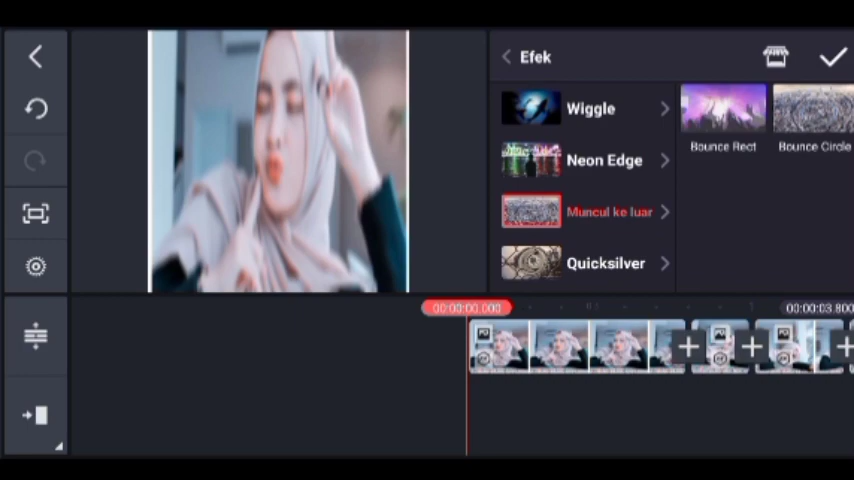 Efek
Wiggle
Neon Edge
Muncul ke luar
Quicksilver
Bounce Rect
Bounce Circle
00:00:00.000
00:00:03.800